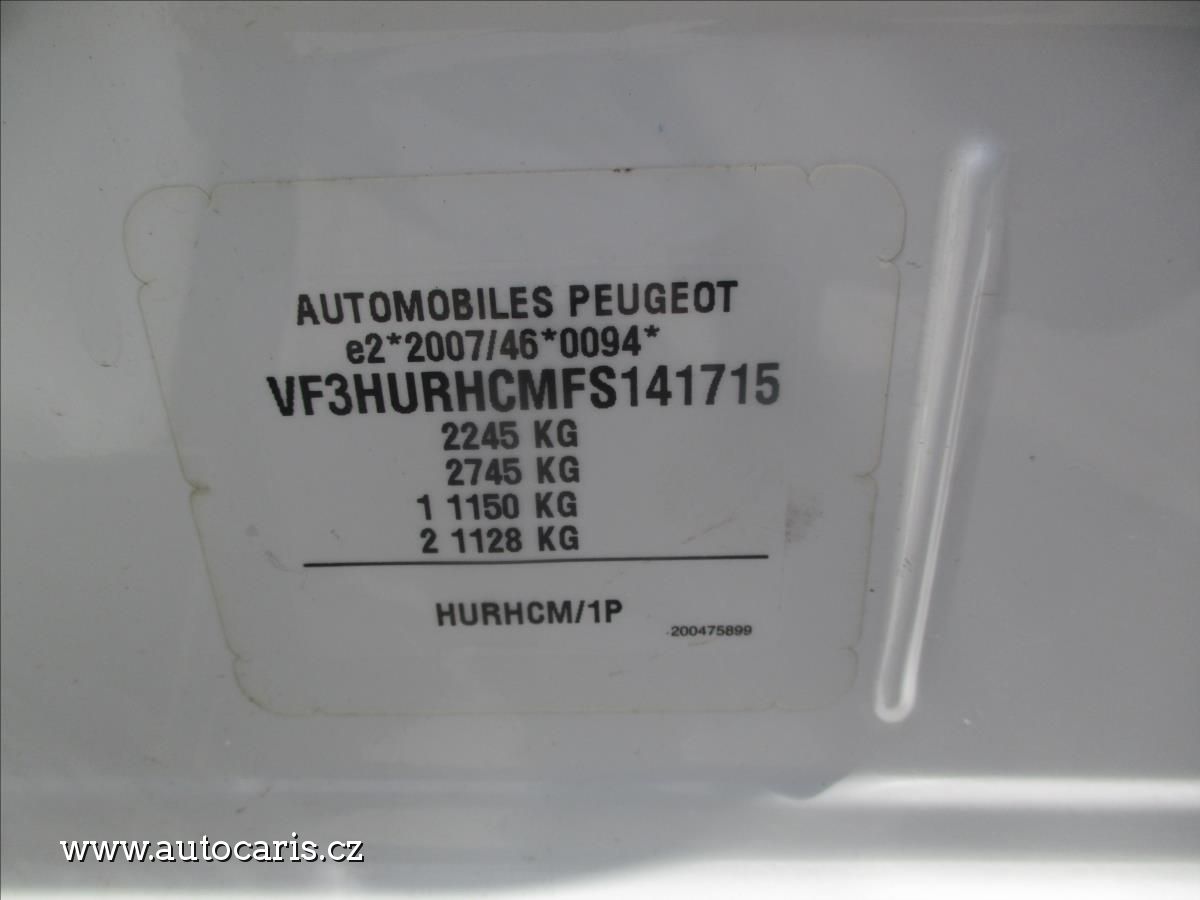 AUTOMOBILES PEUGEOT
e2*2007/46*0094*
VF3HURHCMFS141715
2245 KG
2745 KG
1 1150 KG
2 1128 KG
HURHCM/1P
200475899
www.autocaris.cz